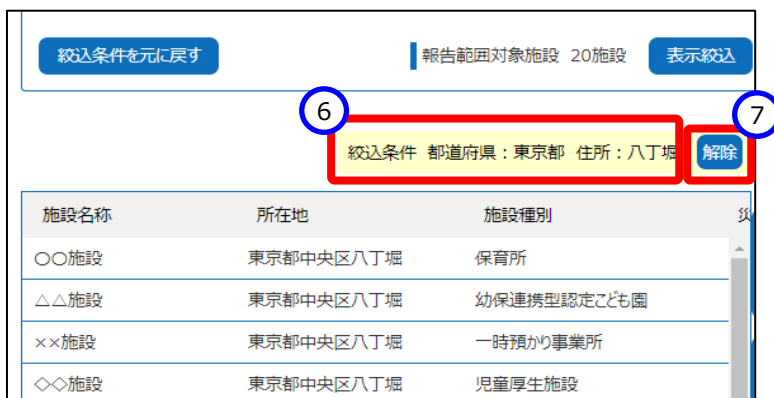 絞込条件を元に戻す 報告範囲対象施設 20施設 表示絞込
⑥ ⑦
絞込条件 都道府県：東京都 住所：八丁堀 解除
施設名称 所在地 施設種別 災
〇〇施設 東京都中央区八丁堀 保育所
△△施設 東京都中央区八丁堀 幼保連携型認定こども園
××施設 東京都中央区八丁堀 一時預かり事業所
◇◇施設 東京都中央区八丁堀 児童厚生施設